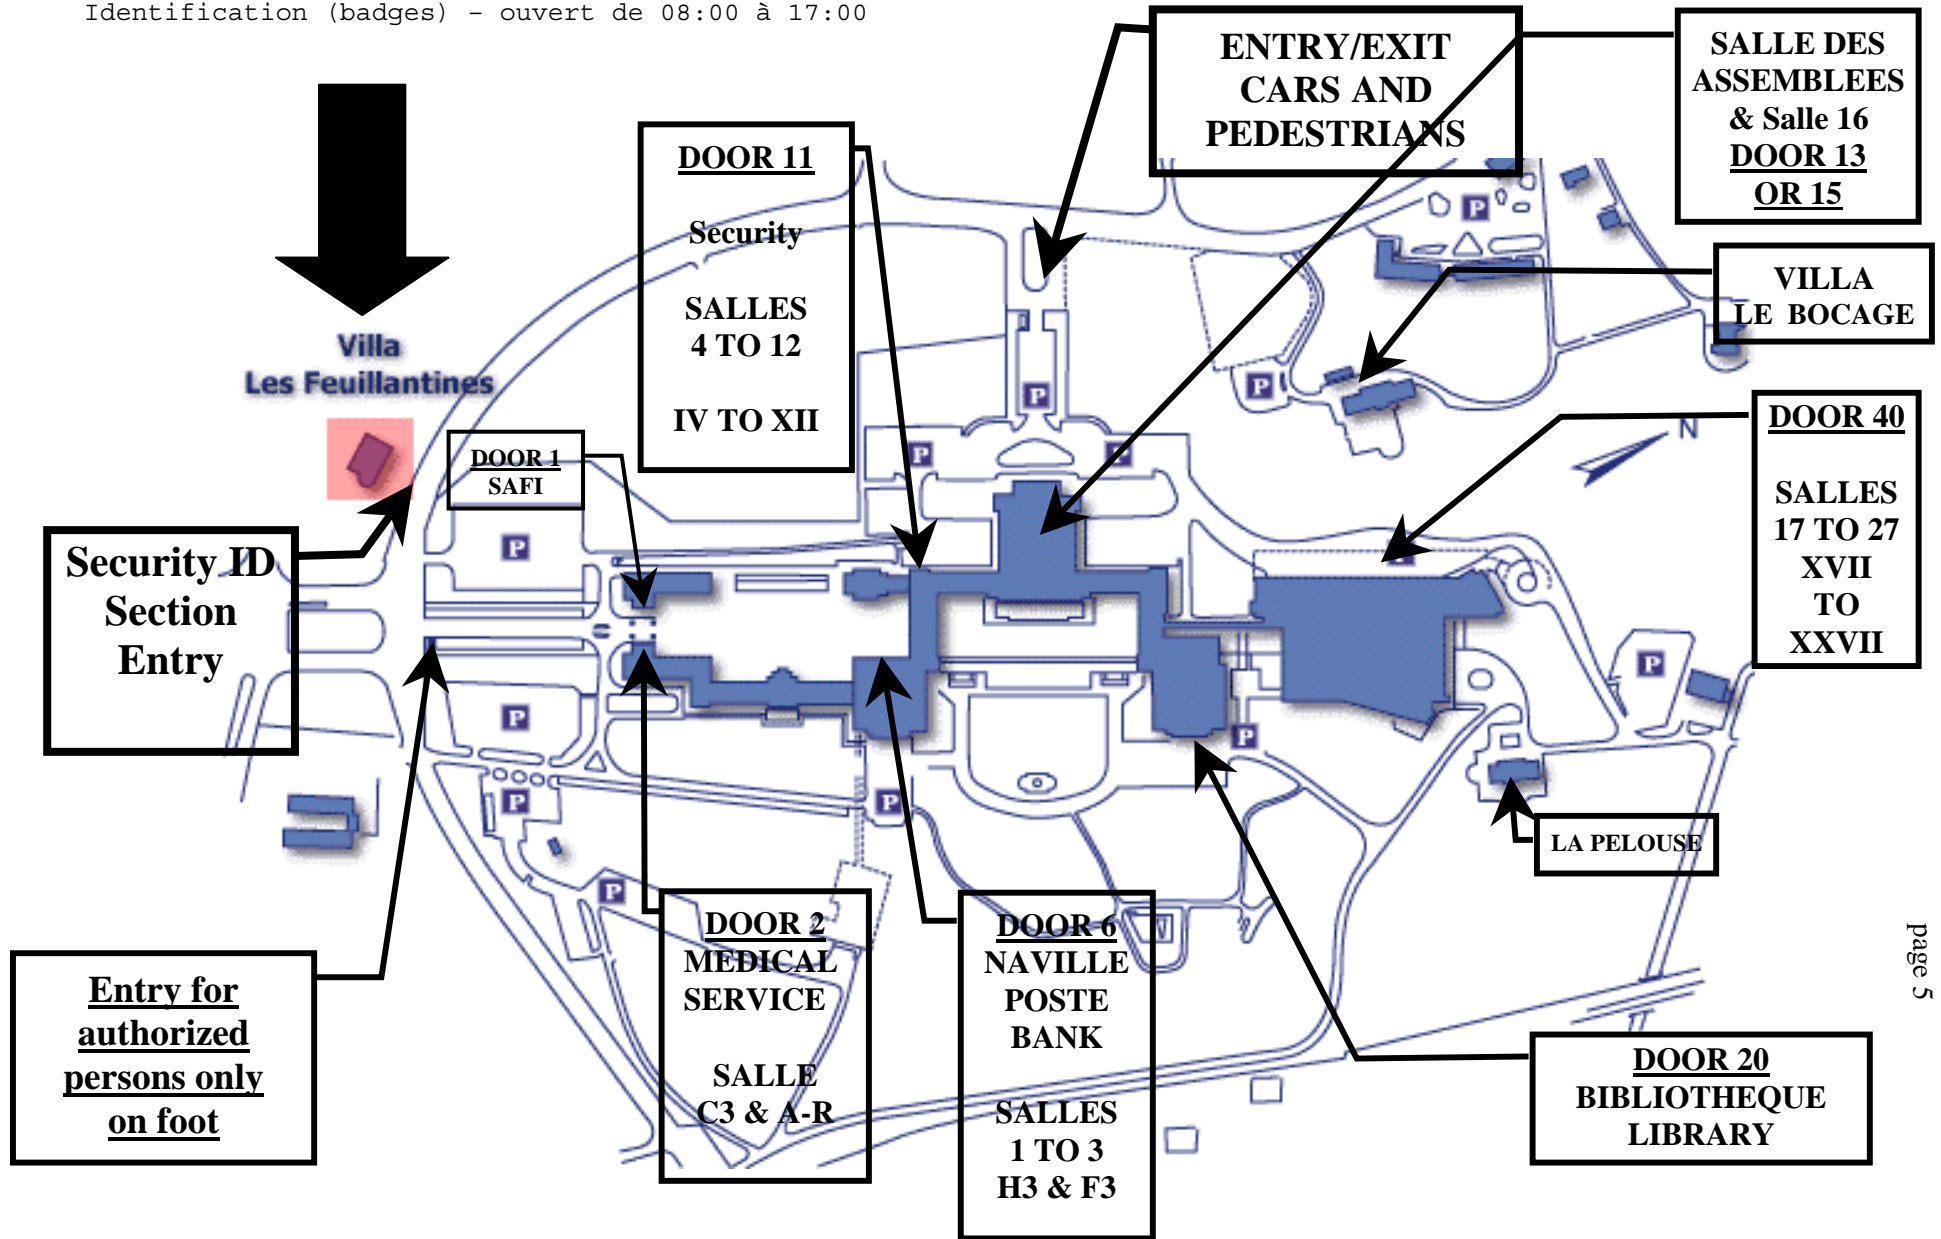 Identification (badges) – ouvert de 08:00 à 17:00
ENTRY/EXIT
CARS AND
PEDESTRIANS
SALLE DES
ASSEMBLEES
& Salle 16
DOOR 13
OR 15
DOOR 11
Security
SALLES
4 TO 12
IV TO XII
VILLA
LE BOCAGE
Villa
Les Feuillantines
DOOR 1
SAFI
DOOR 40
SALLES
17 TO 27
XVII
TO
XXVII
N
P
P
P
P
P
P
P
P
P
P
P
P
P
P
Security ID
Section
Entry
LA PELOUSE
Entry for
authorized
persons only
on foot
DOOR 2
MEDICAL
SERVICE
SALLE
C3 & A-R
DOOR 6
NAVILLE
POSTE
BANK
SALLES
1 TO 3
H3 & F3
DOOR 20
BIBLIOTHEQUE
LIBRARY
page 5